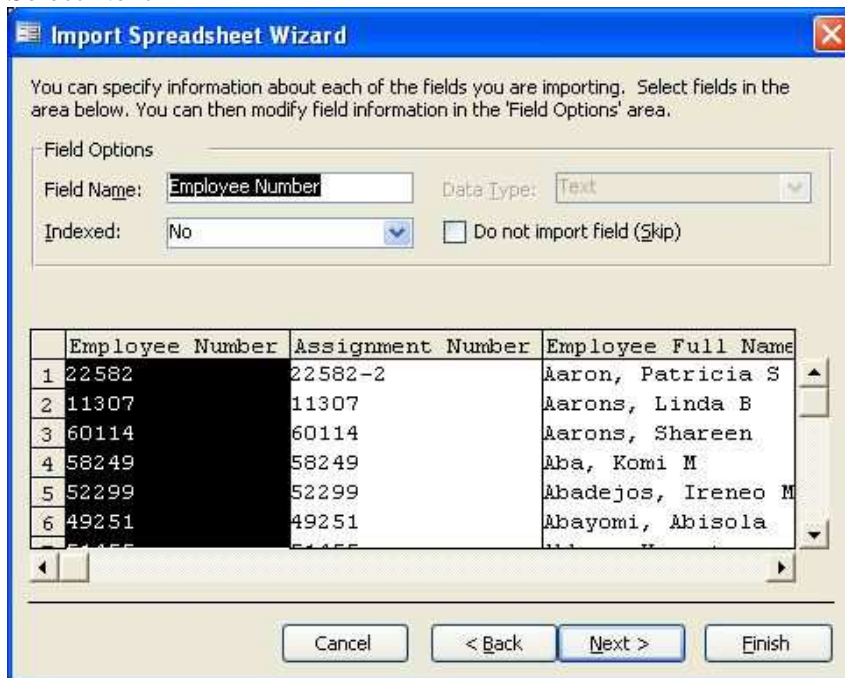 Import Spreadsheet Wizard
You can specify information about each of the fields you are importing. Select fields in the
area below. You can then modify field information in the 'Field Options' area.
Field Options
Field Name: Employee Number Data Type: Text
Indexed: No Do not import field (Skip)
Employee Number Assignment Number Employee Full Name
1 22582 22582-2 Aaron, Patricia S
2 11307 11307 Aarons, Linda B
3 60114 60114 Aarons, Shareen
4 58249 58249 Aba, Komi M
5 52299 52299 Abadejos, Ireneo M
6 49251 49251 Abayomi, Abisola
Cancel < Back Next > Finish